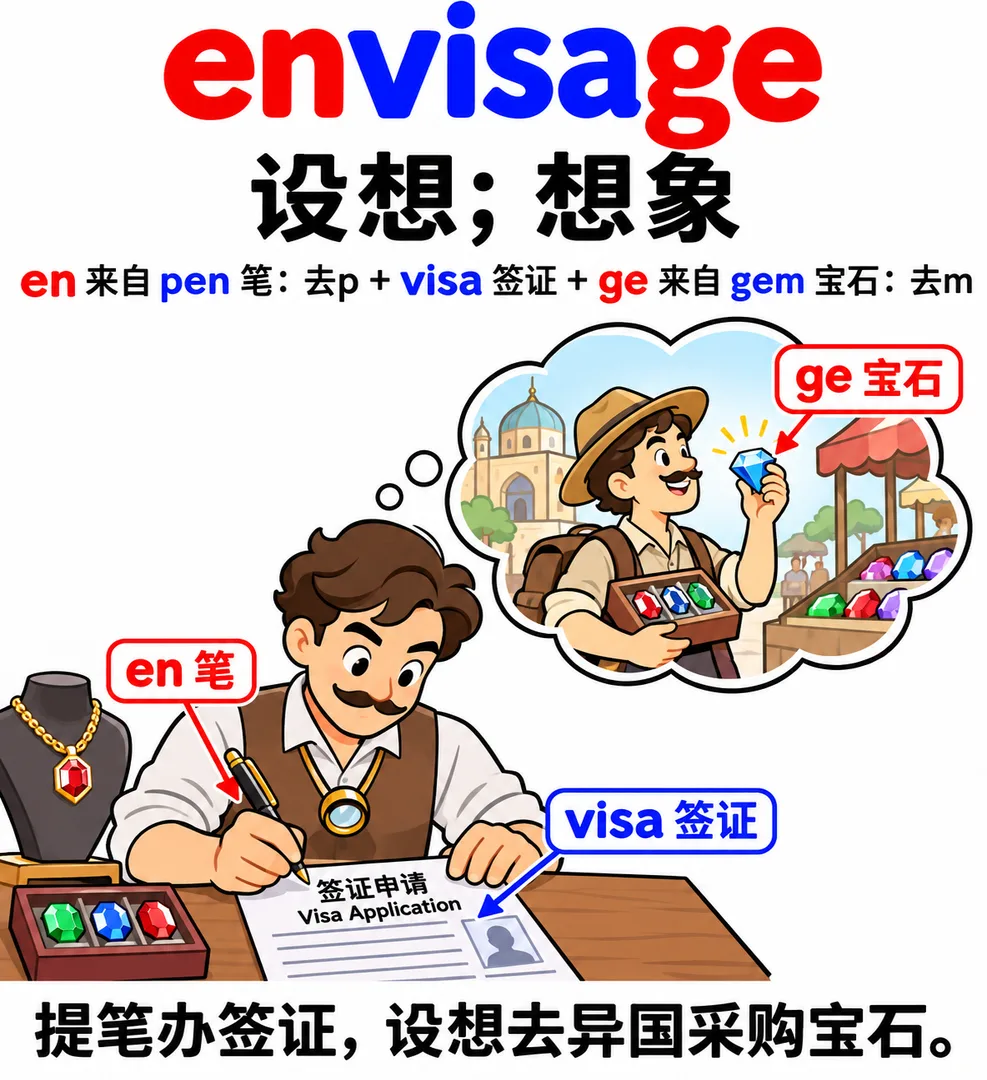 envisage
设想；想象
en 来自 pen 笔：去p + visa 签证 + ge 来自 gem 宝石：去m
ge 宝石
en 笔
visa 签证
签证申请
Visa Application
提笔办签证，设想去异国采购宝石。